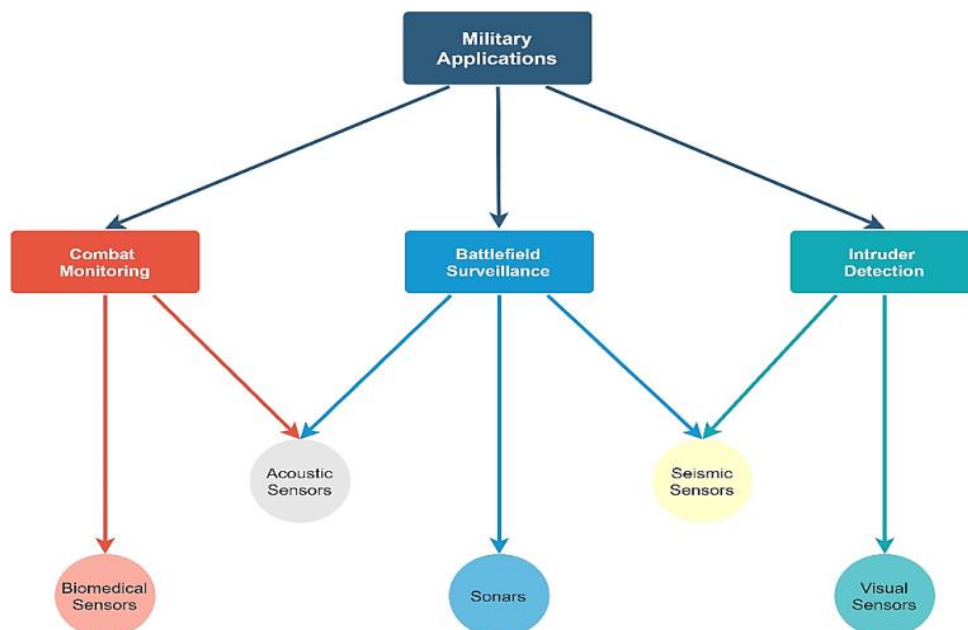 Military
Applications
Combat
Monitoring
Battlefield
Surveillance
Intruder
Detection
Acoustic
Sensors
Seismic
Sensors
Biomedical
Sensors
Sonars
Visual
Sensors